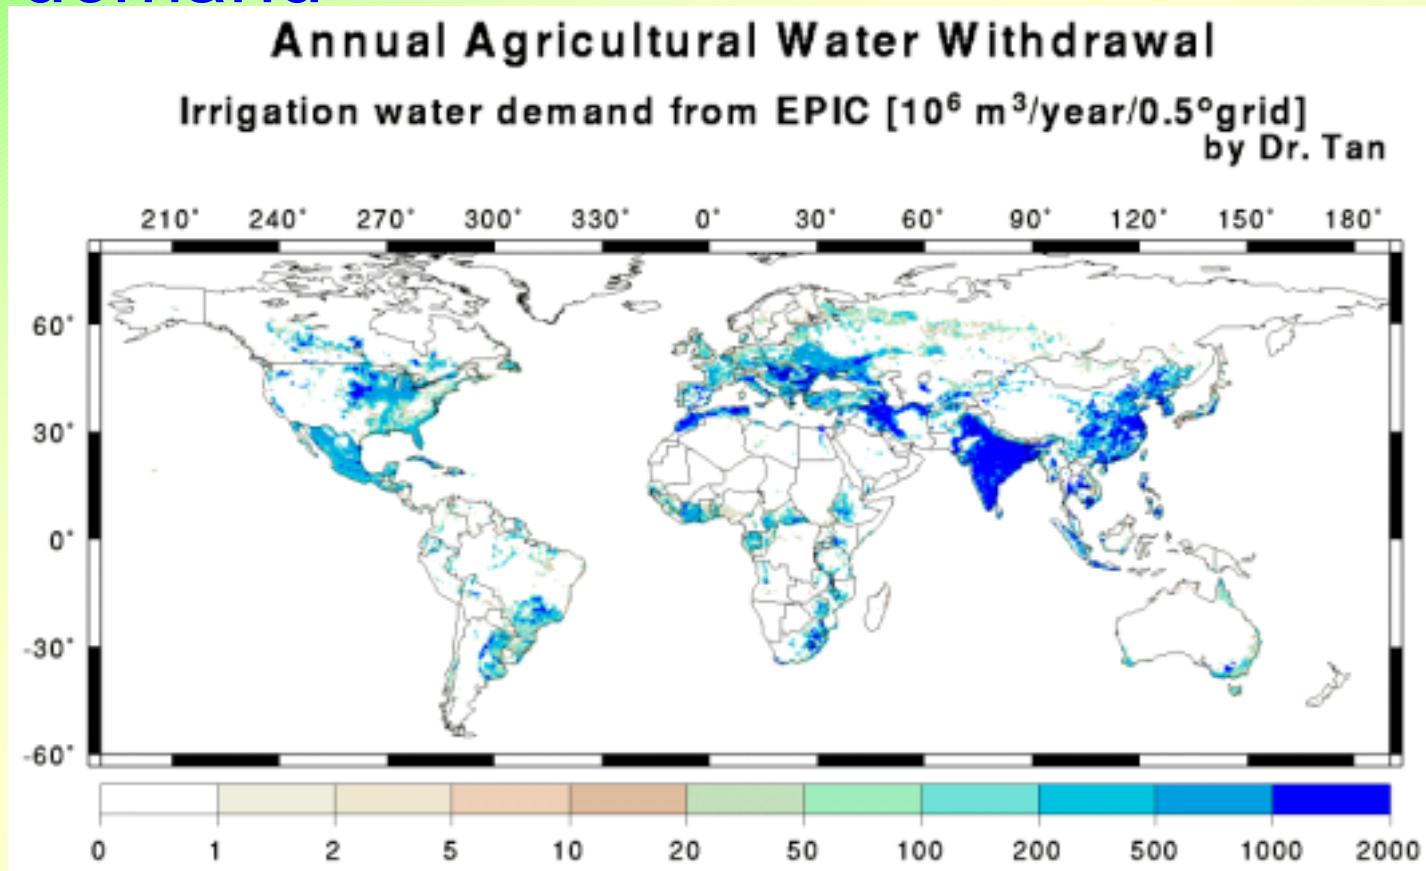 demand
Annual Agricultural Water Withdrawal
Irrigation water demand from EPIC [10⁶ m³/year/0.5°grid]
by Dr. Tan
210° 240° 270° 300° 330° 0° 30° 60° 90° 120° 150° 180°
60°
30°
0°
-30°
-60°
0 1 2 5 10 20 50 100 200 500 1000 2000